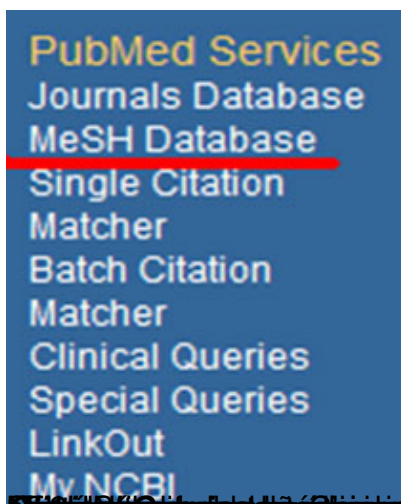 PubMed Services
Journals Database
MeSH Database
Single Citation
Matcher
Batch Citation
Matcher
Clinical Queries
Special Queries
LinkOut
My NCBI